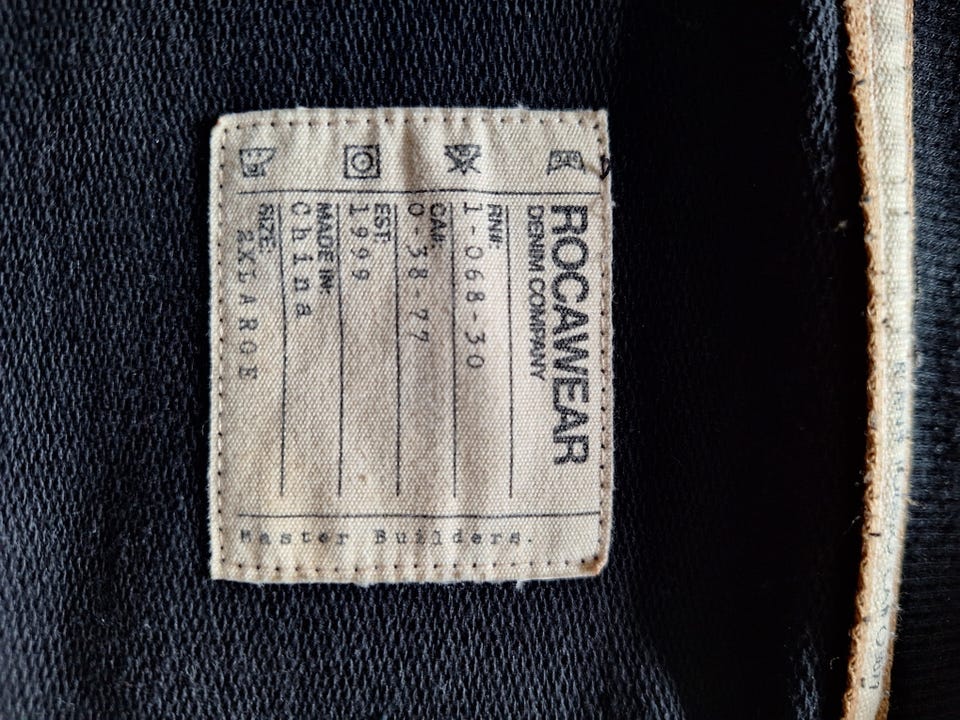 ROCAWEAR
DENIM COMPANY
RN#:
1-068-30
CA#:
0-38-77
EST:
1999
MADE IN:
China
SIZE:
2XLARGE
Master Builders.